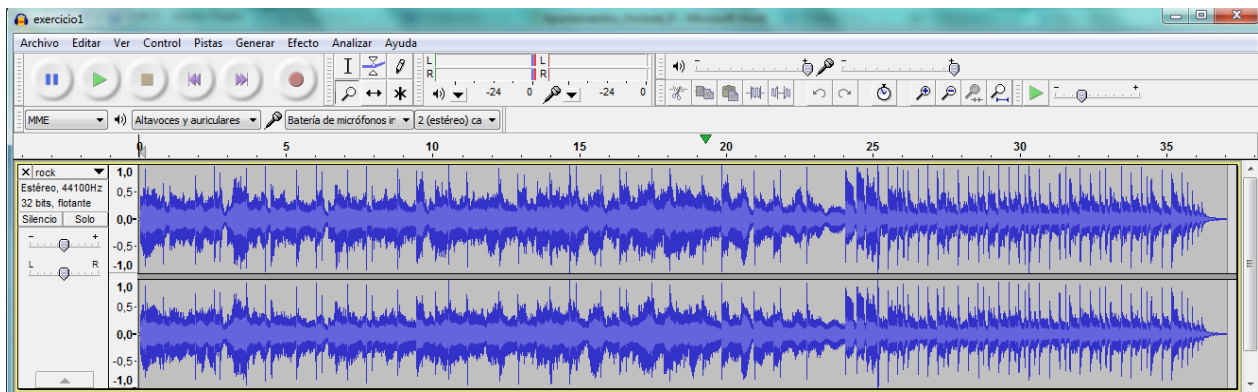 exercicio1
Archivo Editar Ver Control Pistas Generar Efecto Analizar Ayuda
L
R
-24 0
L
R
-24 0
- +
- +
MME
Altavoces y auriculares
Batería de micrófonos in
2 (estéreo) ca
0 5 10 15 20 25 30 35
X rock
Estéreo, 44100Hz
32 bits, flotante
Silencio Solo
- +
L R
1,0
0,5-
0,0-
-0,5-
-1,0
1,0
0,5-
0,0-
-0,5-
-1,0